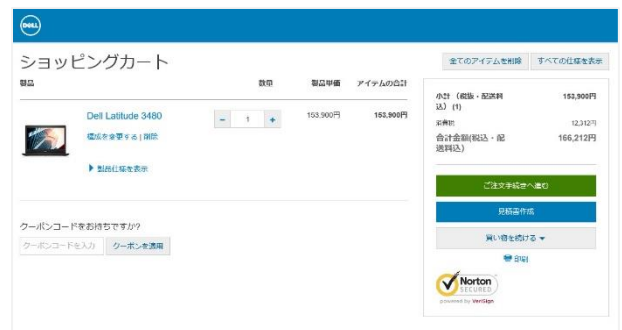 DELL
ショッピングカート
全てのアイテムを削除
すべての仕様を表示
製品
数量
製品単価
アイテムの合計
Dell Latitude 3480
構成を変更する | 削除
製品仕様を表示
- 1 +
153,900円
153,900円
クーポンコードをお持ちですか?
クーポンコードを入力
クーポンを適用
小計 (税抜・配送料
込) (1)
153,900円
消費税
12,312円
合計金額(税込・配
送料込)
166,212円
ご注文手続きへ進む
見積書作成
買い物を続ける
印刷
Norton
SECURED
powered by VeriSign